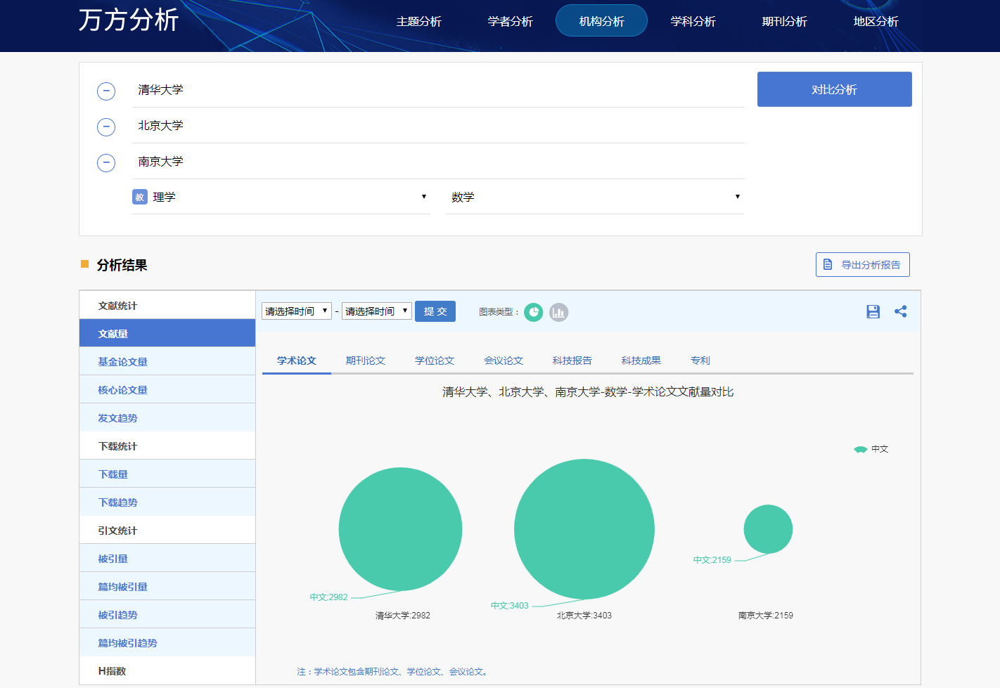 万方分析
主题分析 学者分析 机构分析 学科分析 期刊分析 地区分析
清华大学
对比分析
北京大学
南京大学
教 理学 数学
分析结果
导出分析报告
文献统计
文献量
基金论文量
核心论文量
发文趋势
下载统计
下载量
下载趋势
引文统计
被引量
篇均被引量
被引趋势
篇均被引趋势
H指数
请选择时间 - 请选择时间 提 交 图表类型：
学术论文 期刊论文 学位论文 会议论文 科技报告 科技成果 专利
清华大学、北京大学、南京大学-数学-学术论文文献量对比
中文
中文:2982
中文:3403
中文:2159
清华大学:2982
北京大学:3403
南京大学:2159
注：学术论文包含期刊论文、学位论文、会议论文。